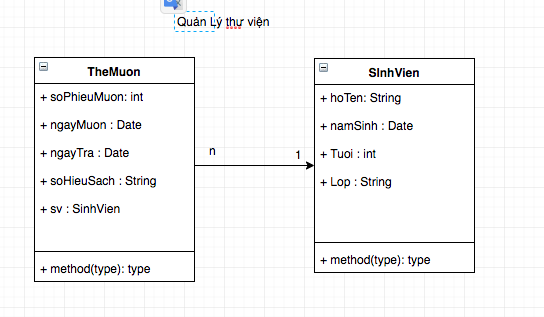 Quản Lý thư viện
TheMuon
+ soPhieuMuon: int
+ ngayMuon : Date
+ ngayTra : Date
+ soHieuSach : String
+ sv : SinhVien
+ method(type): type
n
1
SInhVien
+ hoTen: String
+ namSinh : Date
+ Tuoi : int
+ Lop : String
+ method(type): type